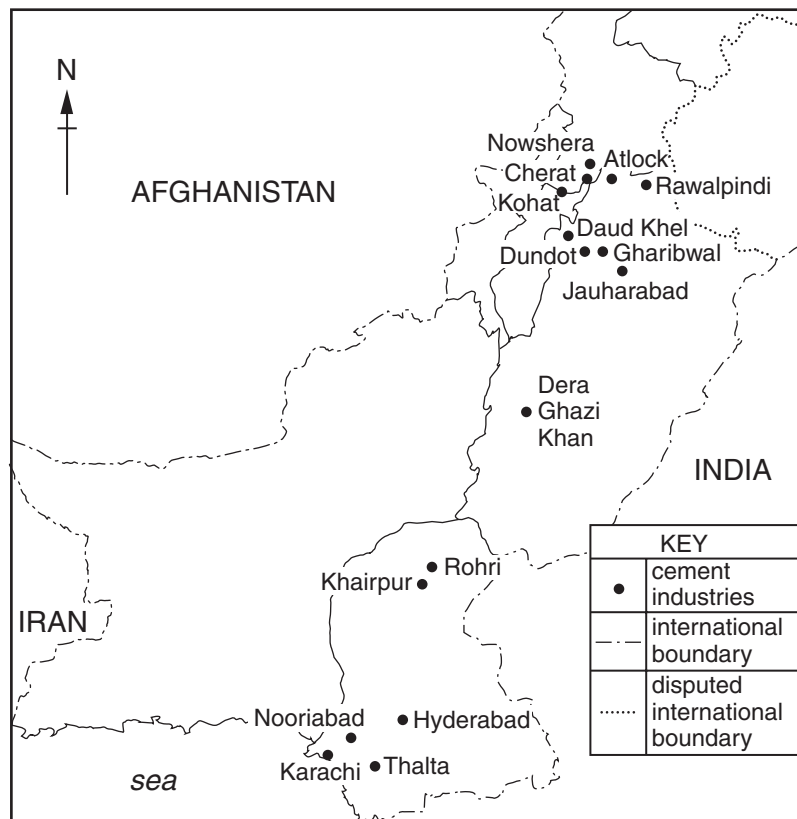 N
AFGHANISTAN
Nowshera
Atlock
Cherat
Rawalpindi
Kohat
Daud Khel
Dundot
Gharibwal
Jauharabad
Dera
Ghazi
Khan
INDIA
Rohri
Khairpur
IRAN
Nooriabad
Hyderabad
Karachi
Thalta
sea
KEY
cement
industries
international
boundary
disputed
international
boundary